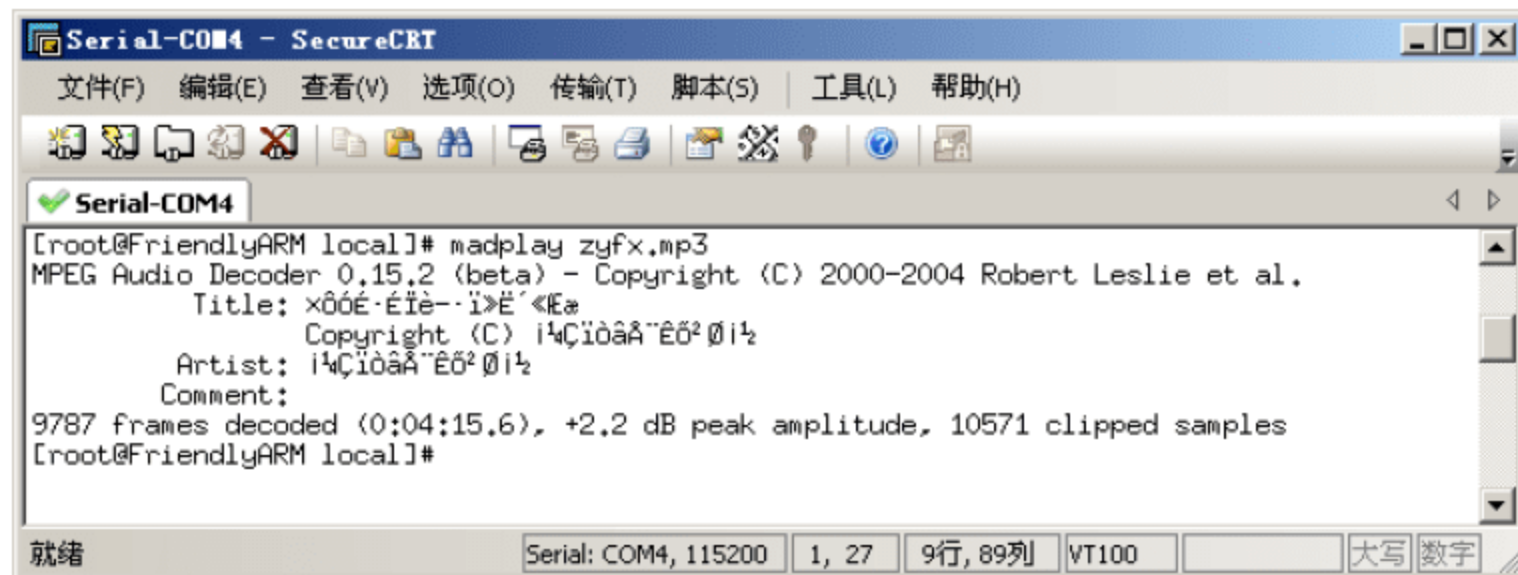 Serial-COM4 - SecureCRT
文件(F) 编辑(E) 查看(V) 选项(O) 传输(T) 脚本(S) 工具(L) 帮助(H)
Serial-COM4
[root@FriendlyARM local]# madplay zyfx.mp3
MPEG Audio Decoder 0.15.2 (beta) - Copyright (C) 2000-2004 Robert Leslie et al.
Title:
Copyright (C)
Artist:
Comment:
9787 frames decoded (0:04:15.6), +2.2 dB peak amplitude, 10571 clipped samples
[root@FriendlyARM local]#
就绪 Serial: COM4, 115200 1, 27 9行, 89列 VT100 大写 数字